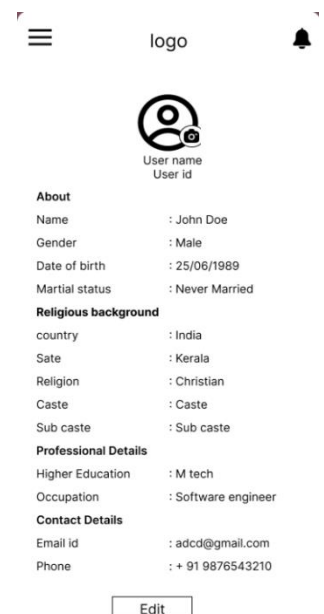 logo
User name
User id
About
Name : John Doe
Gender : Male
Date of birth : 25/06/1989
Martial status : Never Married
Religious background
country : India
Sate : Kerala
Religion : Christian
Caste : Caste
Sub caste : Sub caste
Professional Details
Higher Education : M tech
Occupation : Software engineer
Contact Details
Email id : adcd@gmail.com
Phone : + 91 9876543210
Edit